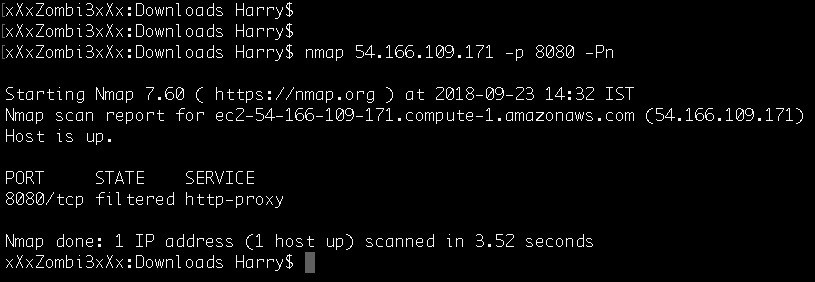 [xXxZombi3xXx:Downloads Harry$
[xXxZombi3xXx:Downloads Harry$
[xXxZombi3xXx:Downloads Harry$ nmap 54.166.109.171 -p 8080 -Pn
Starting Nmap 7.60 ( https://nmap.org ) at 2018-09-23 14:32 IST
Nmap scan report for ec2-54-166-109-171.compute-1.amazonaws.com (54.166.109.171)
Host is up.
PORT     STATE    SERVICE
8080/tcp filtered http-proxy
Nmap done: 1 IP address (1 host up) scanned in 3.52 seconds
xXxZombi3xXx:Downloads Harry$